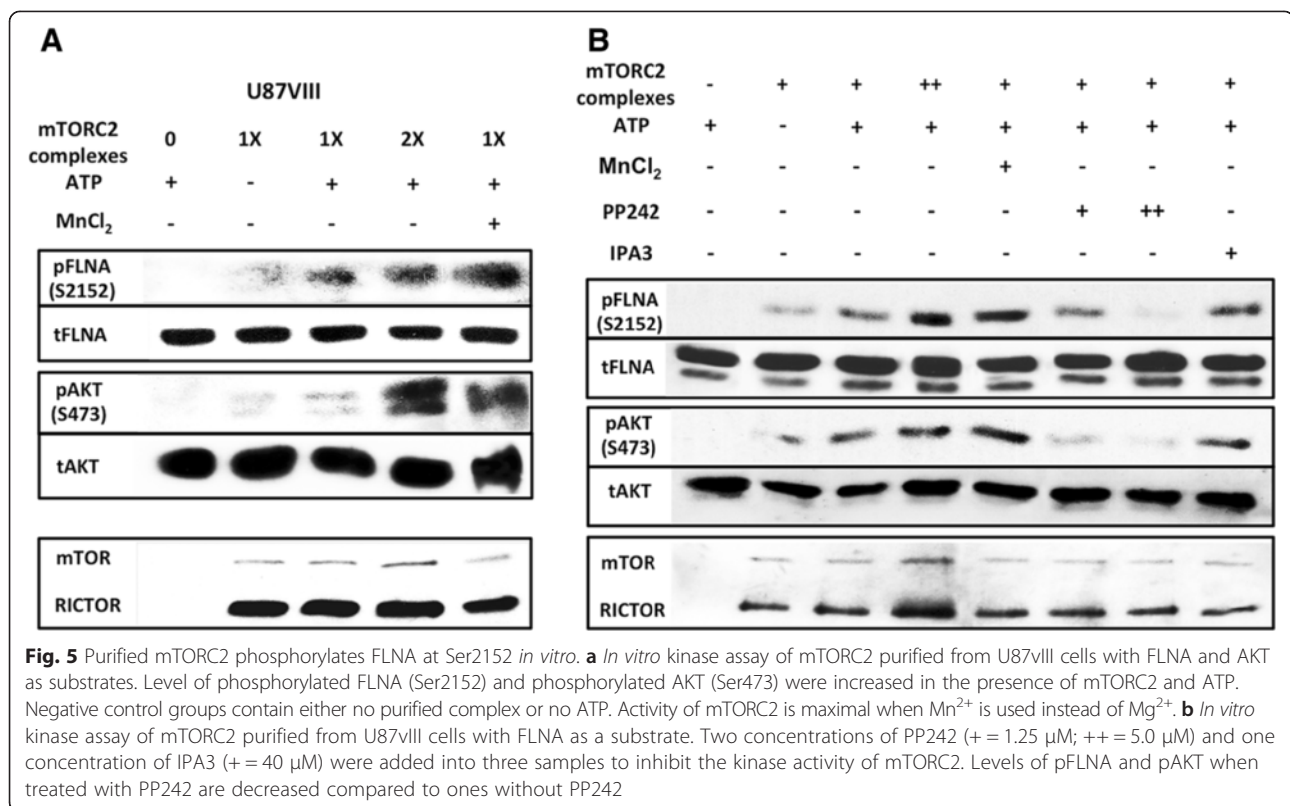 A
U87VIII
mTORC2 complexes 0 1X 1X 2X 1X
ATP + - + + +
MnCl₂ - - - - +
pFLNA (S2152)
tFLNA
pAKT (S473)
tAKT
mTOR
RICTOR
B
mTORC2 complexes - + + ++ + + + +
ATP + - + + + + + +
MnCl₂ - - - - + - - -
PP242 - - - - - + ++ -
IPA3 - - - - - - - +
pFLNA (S2152)
tFLNA
pAKT (S473)
tAKT
mTOR
RICTOR
Fig. 5 Purified mTORC2 phosphorylates FLNA at Ser2152 in vitro. a In vitro kinase assay of mTORC2 purified from U87vIII cells with FLNA and AKT
as substrates. Level of phosphorylated FLNA (Ser2152) and phosphorylated AKT (Ser473) were increased in the presence of mTORC2 and ATP.
Negative control groups contain either no purified complex or no ATP. Activity of mTORC2 is maximal when Mn²⁺ is used instead of Mg²⁺. b In vitro
kinase assay of mTORC2 purified from U87vIII cells with FLNA as a substrate. Two concentrations of PP242 (+ = 1.25 μM; ++ = 5.0 μM) and one
concentration of IPA3 (+ = 40 μM) were added into three samples to inhibit the kinase activity of mTORC2. Levels of pFLNA and pAKT when
treated with PP242 are decreased compared to ones without PP242